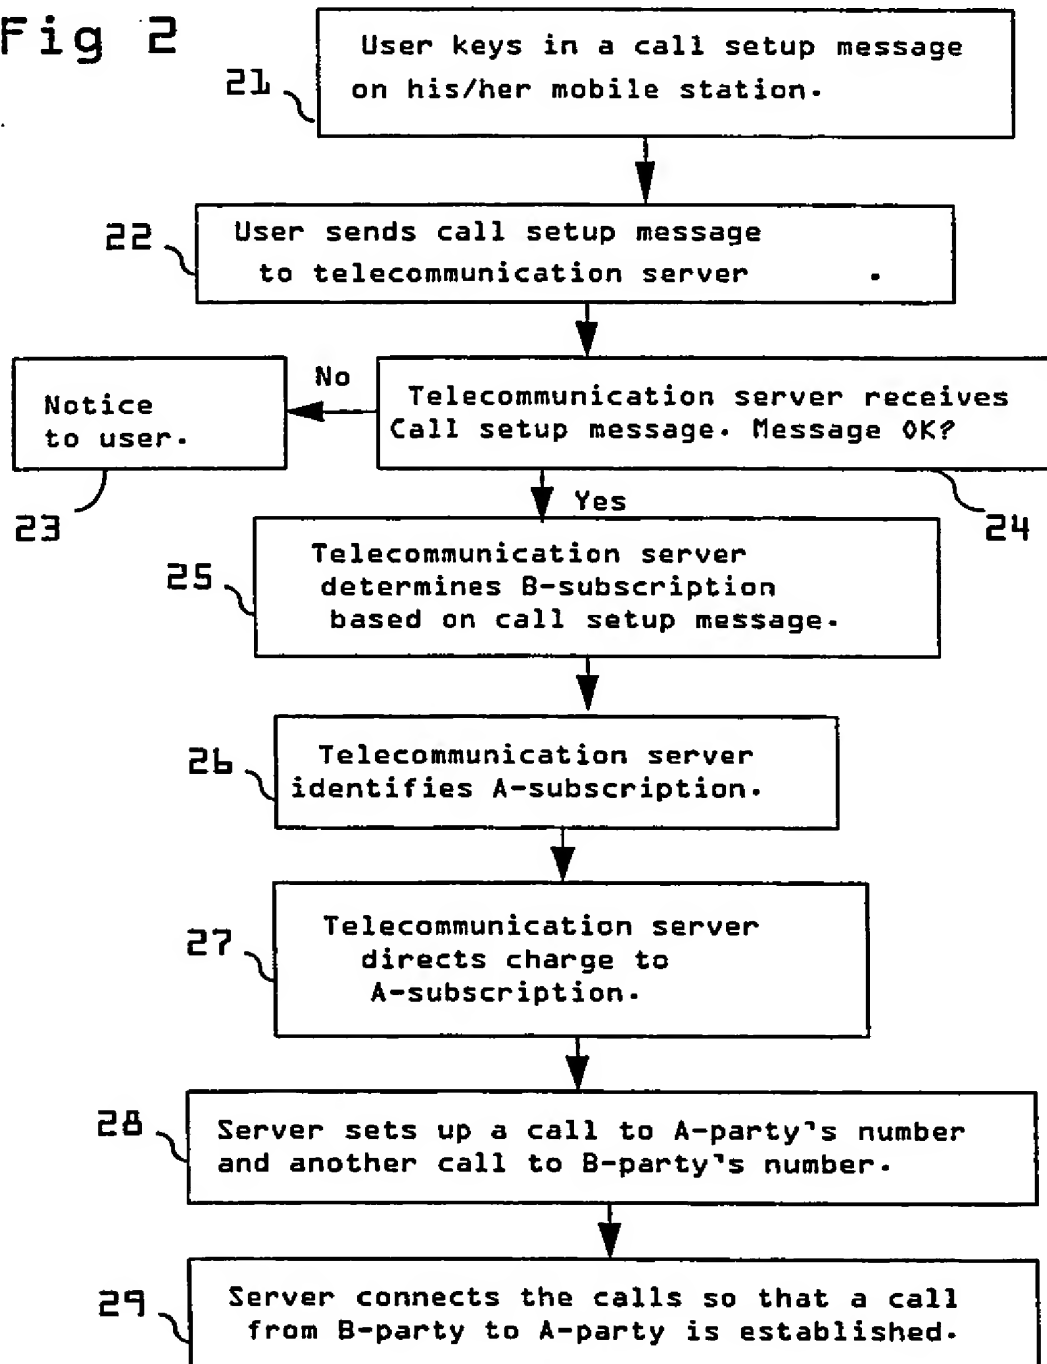 Fig 2
User keys in a call setup message
on his/her mobile station.
21
User sends call setup message
to telecommunication server .
22
No
Notice
to user.
23
Telecommunication server receives
Call setup message. Message OK?
24
Yes
Telecommunication server
determines B-subscription
based on call setup message.
25
Telecommunication server
identifies A-subscription.
26
Telecommunication server
directs charge to
A-subscription.
27
Server sets up a call to A-party's number
and another call to B-party's number.
28
Server connects the calls so that a call
from B-party to A-party is established.
29